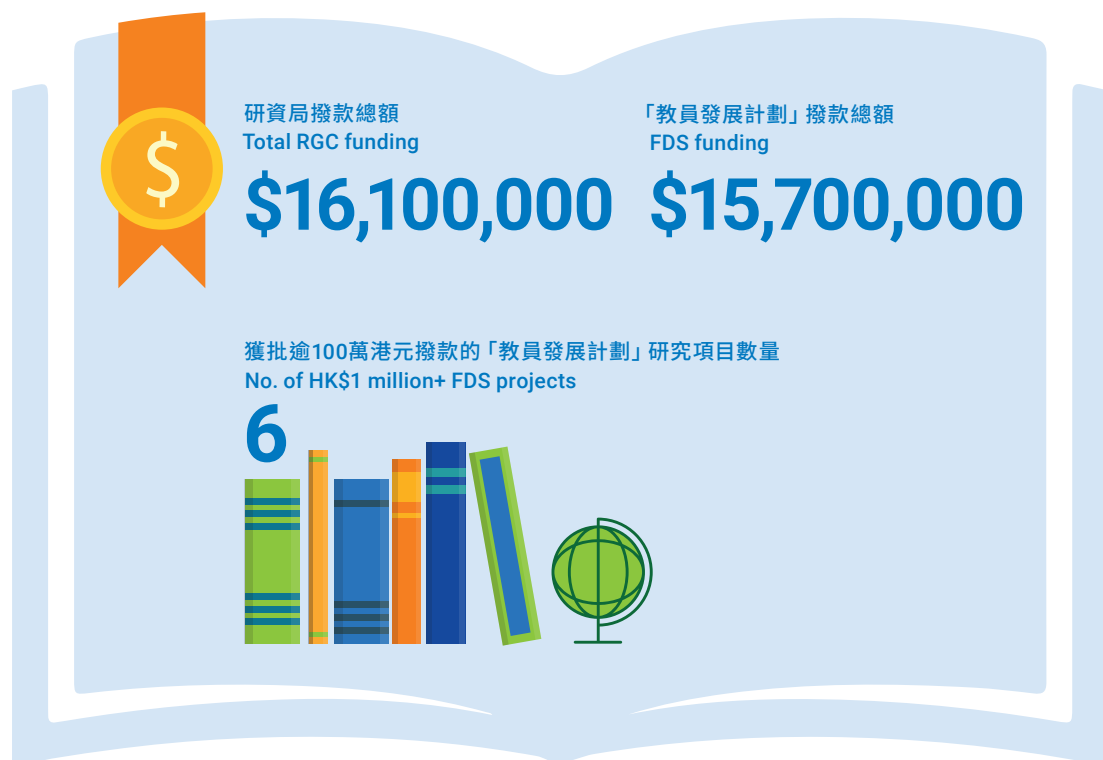 研資局撥款總額
Total RGC funding
$16,100,000
「教員發展計劃」撥款總額
FDS funding
$15,700,000
獲批逾100萬港元撥款的「教員發展計劃」研究項目數量
No. of HK$1 million+ FDS projects
6
$